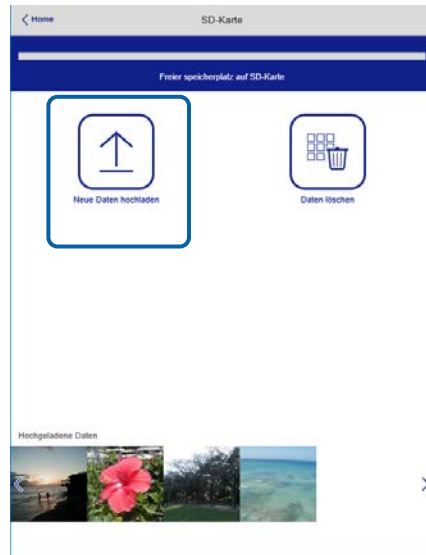 Home
SD-Karte
Freier speicherplatz auf SD-Karte
Neue Daten hochladen
Daten löschen
Hochgeladene Daten